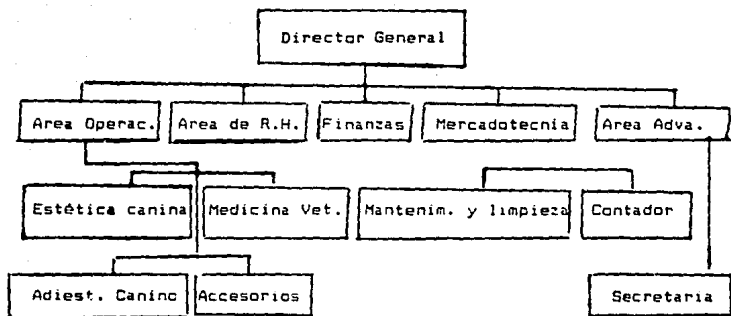 Director General
Area Operac.
Area de R.H.
Finanzas
Mercadotecnia
Area Adva.
Estética canina
Medicina Vet.
Mantenim. y limpieza
Contador
Adiest. Canino
Accesorios
Secretaria